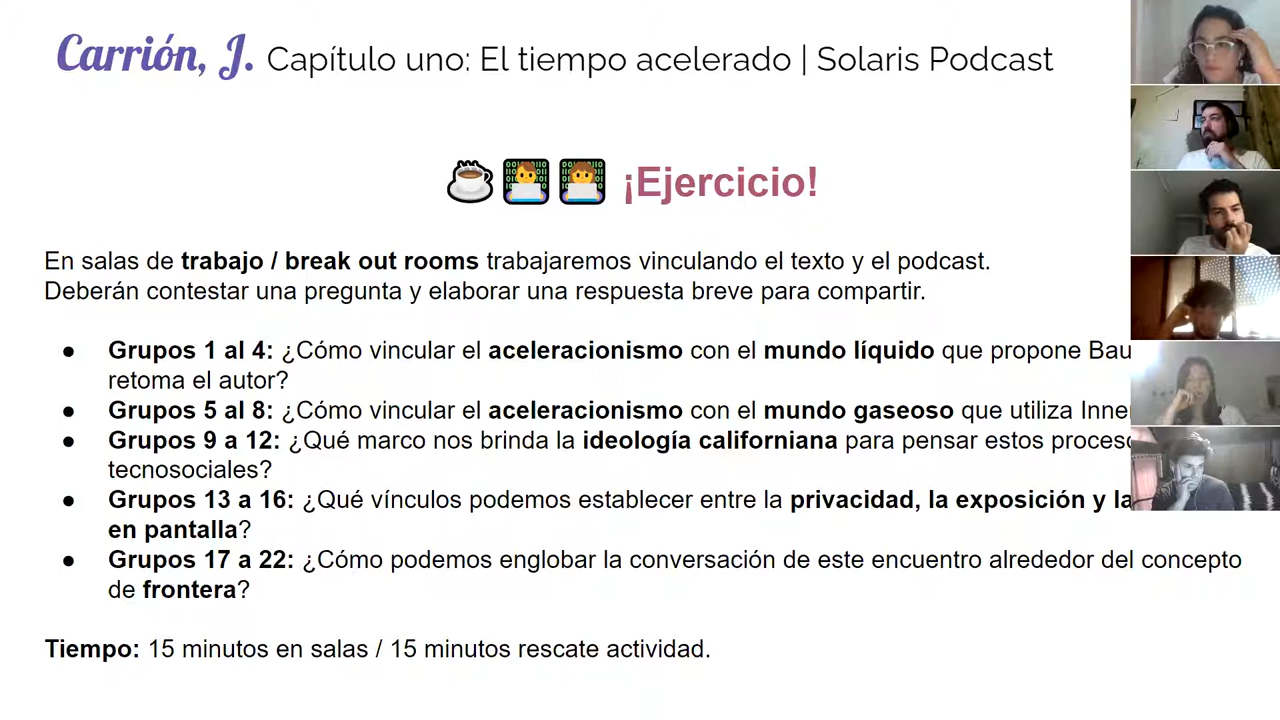 Carrión, J. Capítulo uno: El tiempo acelerado | Solaris Podcast
¡Ejercicio!
En salas de trabajo / break out rooms trabajaremos vinculando el texto y el podcast.
Deberán contestar una pregunta y elaborar una respuesta breve para compartir.
● Grupos 1 al 4: ¿Cómo vincular el aceleracionismo con el mundo líquido que propone Bau
retoma el autor?
● Grupos 5 al 8: ¿Cómo vincular el aceleracionismo con el mundo gaseoso que utiliza Inne
● Grupos 9 a 12: ¿Qué marco nos brinda la ideología californiana para pensar estos proceso
tecnosociales?
● Grupos 13 a 16: ¿Qué vínculos podemos establecer entre la privacidad, la exposición y la
en pantalla?
● Grupos 17 a 22: ¿Cómo podemos englobar la conversación de este encuentro alrededor del concepto
de frontera?
Tiempo: 15 minutos en salas / 15 minutos rescate actividad.